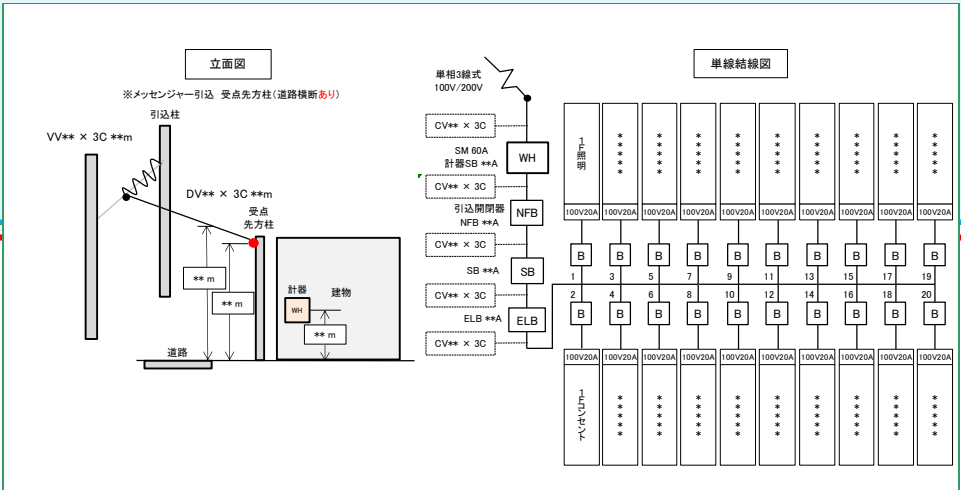 立面図
※メッセンジャー引込 受点先方柱(道路横断あり)
引込柱
VV** × 3C **m
DV** × 3C **m
受点
先方柱
** m
** m
計器
建物
WH
** m
道路
単相3線式
100V/200V
CV** × 3C
SM 60A
計器SB **A
WH
CV** × 3C
引込開閉器
NFB **A
NFB
CV** × 3C
SB **A
SB
CV** × 3C
ELB **A
ELB
CV** × 3C
単線結線図
1F照明
*****
*****
*****
*****
*****
*****
*****
*****
*****
100V20A 100V20A 100V20A 100V20A 100V20A 100V20A 100V20A 100V20A 100V20A 100V20A
B B B B B B B B B B
1 3 5 7 9 11 13 15 17 19
2 4 6 8 10 12 14 16 18 20
B B B B B B B B B B
100V20A 100V20A 100V20A 100V20A 100V20A 100V20A 100V20A 100V20A 100V20A 100V20A
1Fコンセント
*****
*****
*****
*****
*****
*****
*****
*****
*****